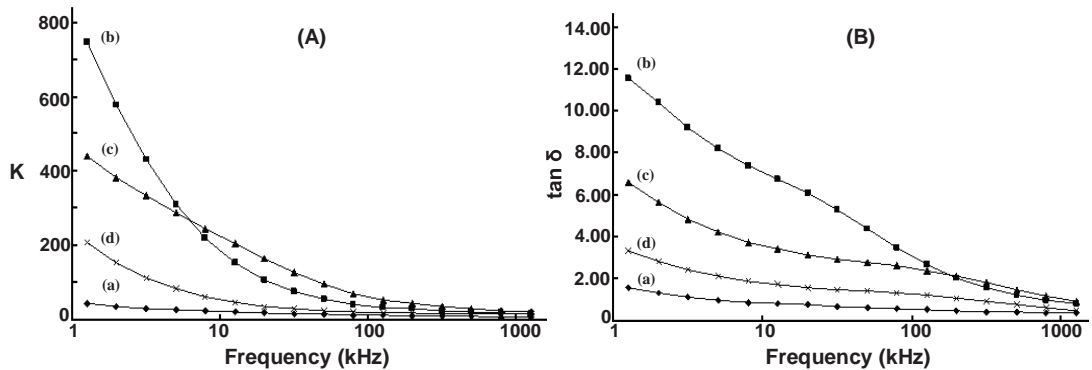 (A)
800
600
400
200
0
K
(b)
(c)
(d)
(a)
1
10
100
1000
Frequency (kHz)
(B)
14.00
12.00
10.00
8.00
6.00
4.00
2.00
0.00
tan δ
(b)
(c)
(d)
(a)
1
10
100
1000
Frequency (kHz)